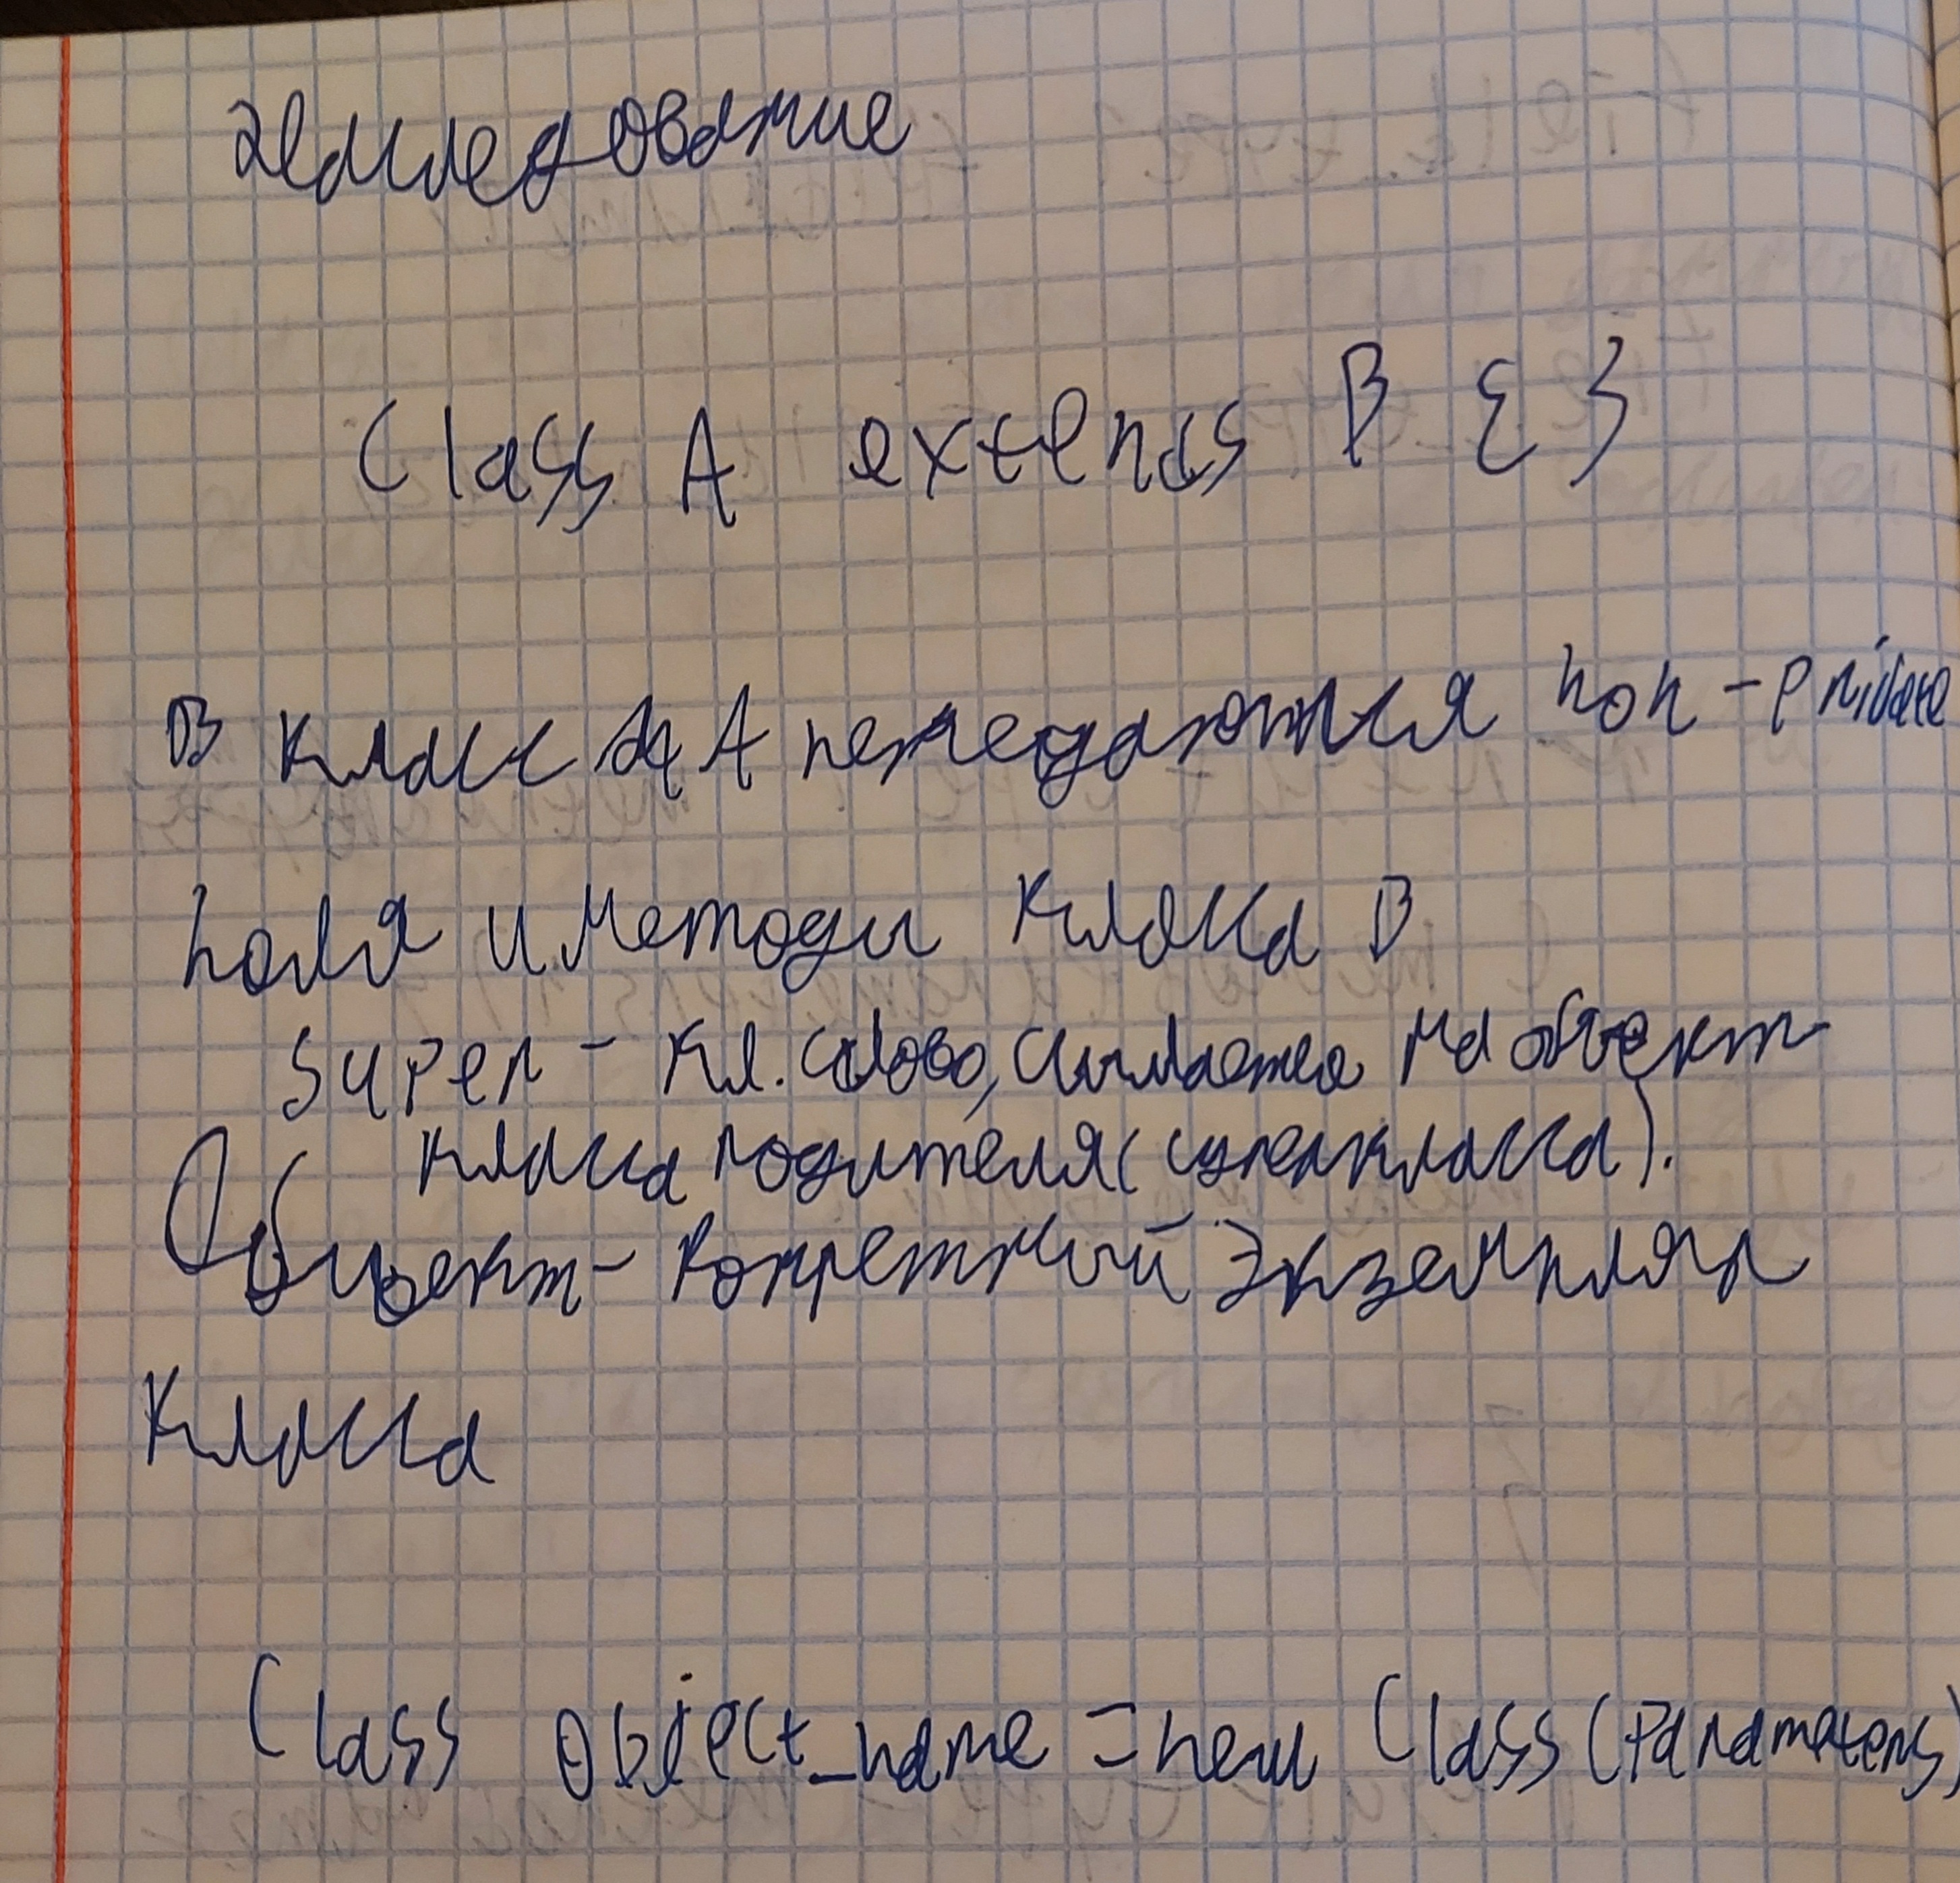 Наследование
Class A extends B { }
В класс A передаются non-private
поля и методы класса B
super - кл. слово, ссылается на объект
класса родителя (суперкласса).
Объект - конкретный экземпляр
класса
Class object_name = new Class (Parameters)